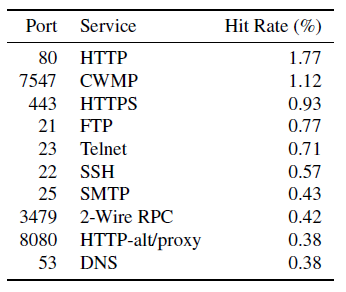 Port Service Hit Rate (%)
80 HTTP 1.77
7547 CWMP 1.12
443 HTTPS 0.93
21 FTP 0.77
23 Telnet 0.71
22 SSH 0.57
25 SMTP 0.43
3479 2-Wire RPC 0.42
8080 HTTP-alt/proxy 0.38
53 DNS 0.38